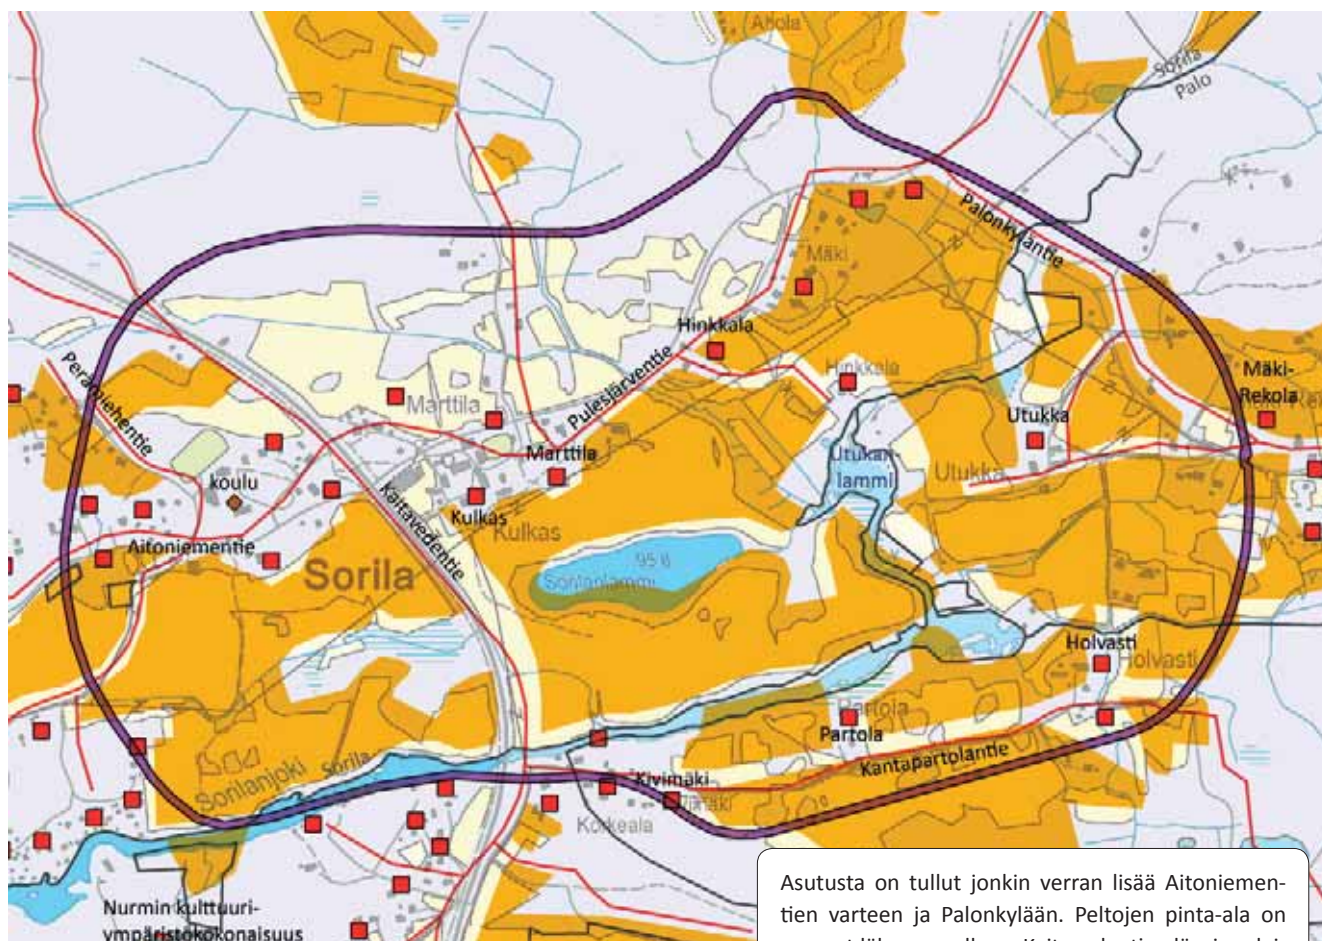 Ahola
Sorila
Palo
Palonkyläntie
Mäki
Hinkkala
Pulesjärventie
Hinkkala
Mäki-
Rekola
Peräniehentie
Marttila
Utukka
Marttila
Utukan-
lammi
Utukka
koulu
Kaitavedentie
Kulkas
Kulkas
Aitoniementie
Sorila
95.6
Sorilanlammi
Holvasti
Holvasti
Partola
Partola
Kantapartolantie
Sorilanjoki
Sorila
Kivimäki
Korkeala
Nurmin kulttuuri-
ympäristökokonaisuus
Asutusta on tullut jonkin verran lisää Aitoniemen-
tien varteen ja Palonkylään. Peltojen pinta-ala on